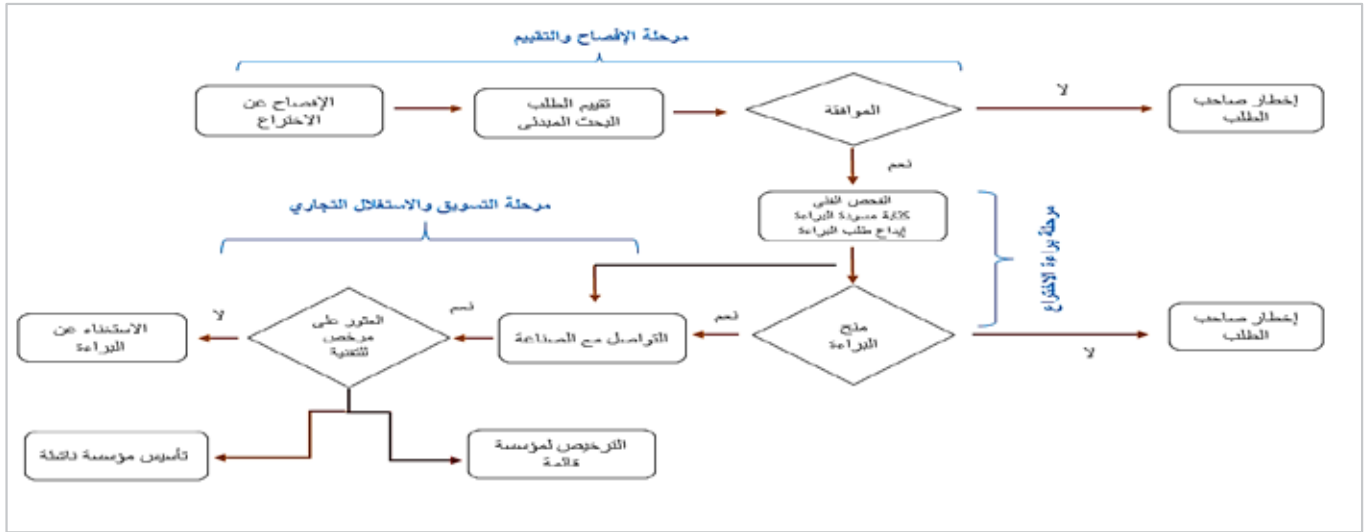 مرحلة الإفصاح والتقييم
الإفصاح عن
الاختراع
تقييم الطلب
البحث المبدئى
الموافقة
لا
إخطار صاحب
الطلب
نعم
الفحص الفنى
كتابة مسودة البراءة
إيداع طلب البراءة
مرحلة براءة الاختراع
مرحلة التسويق والاستغلال التجاري
منح
البراءة
لا
إخطار صاحب
الطلب
نعم
التواصل مع الصناعة
نعم
العثور على
مرخص
للتقنية
لا
الاستغناء عن
البراءة
الترخيص لمؤسسة
قائمة
تأسيس مؤسسة ناشئة